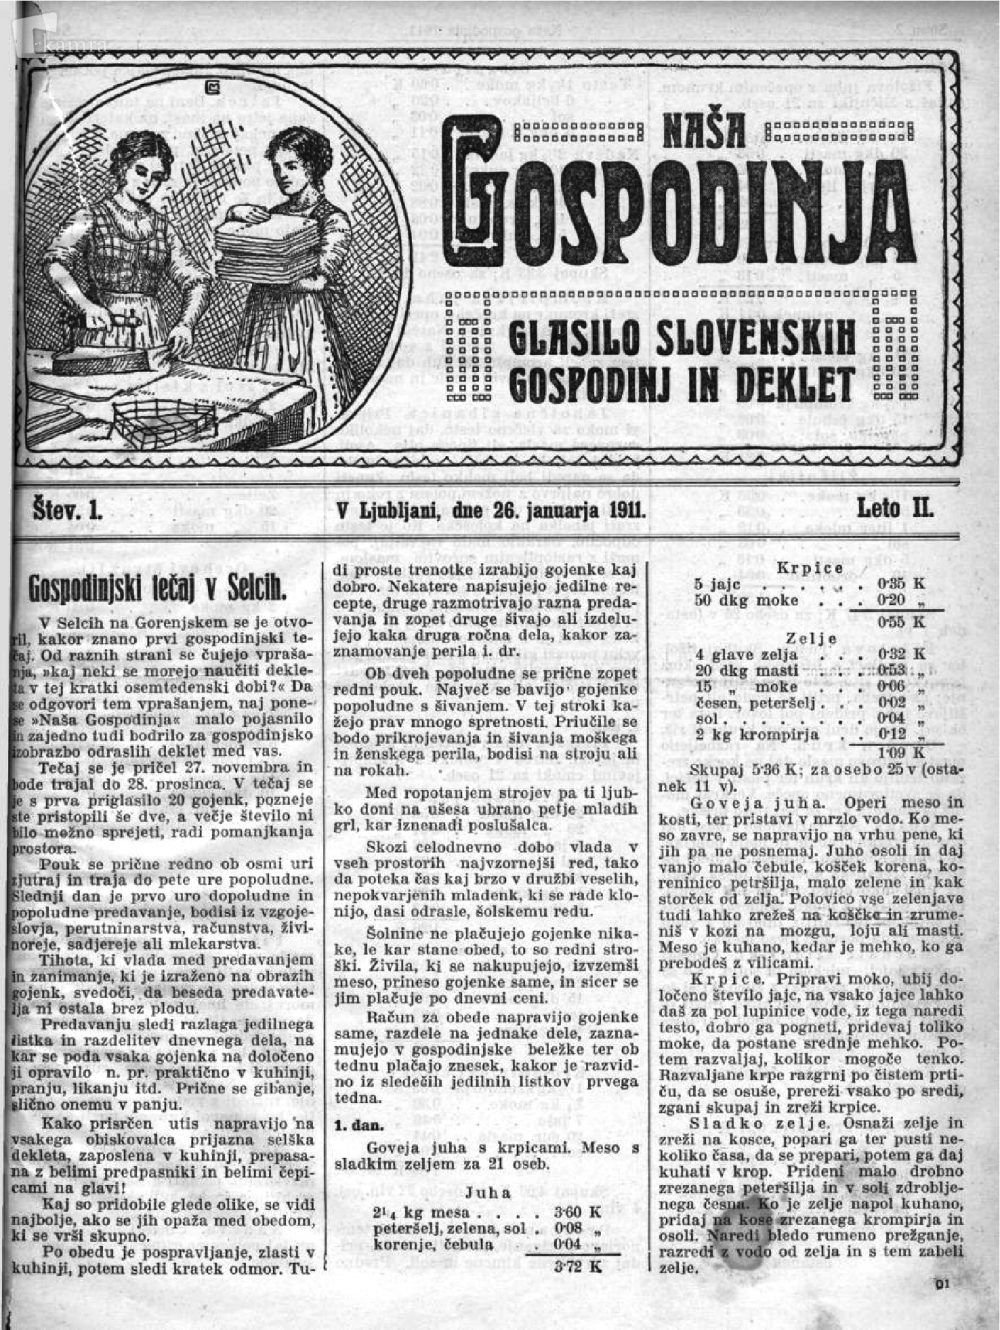 NAŠA
GOSPODINJA
GLASILO SLOVENSKIH
GOSPODINJ IN DEKLET
Štev. 1.
V Ljubljani, dne 26. januarja 1911.
Leto II.
Gospodinjski tečaj v Selcih.
V Selcih na Gorenjskem se je otvo-
ril, kakor znano prvi gospodinjski te-
čaj. Od raznih strani se čujejo vpraša-
nja, »kaj neki se morejo naučiti dekle-
ta v tej kratki osemtedenski dobi?« Da
se odgovori tem vprašanjem, naj pone-
se »Naša Gospodinja« malo pojasnilo
in zajedno tudi bodrilo za gospodinjsko
izobrazbo odraslih deklet med vas.
Tečaj se je pričel 27. novembra in
bode trajal do 28. prosinca. V tečaj se
je s prva priglasilo 20 gojenk, pozneje
ste pristopili še dve, a večje število ni
bilo možno sprejeti, radi pomanjkanja
prostora.
Pouk se prične redno ob osmi uri
zjutraj in traja do pete ure popoludne.
Slednji dan je prvo uro dopoludne in
popoludne predavanje, bodisi iz vzgoje-
slovja, perutninarstva, računstva, živi-
noreje, sadjereje ali mlekarstva.
Tihota, ki vlada med predavanjem
in zanimanje, ki je izraženo na obrazih
gojenk, svedoči, da beseda predavate-
lja ni ostala brez plodu.
Predavanju sledi razlaga jedilnega
listka in razdelitev dnevnega dela, na
kar se poda vsaka gojenka na določeno
ji opravilo n. pr. praktično v kuhinji,
pranju, likanju itd. Prične se gibanje,
slično onemu v panju.
Kako prisrčen utis napravijo na
vsakega obiskovalca prijazna selška
dekleta, zaposlena v kuhinji, prepasa-
na z belimi predpasniki in belimi čepi-
cami na glavi!
Kaj so pridobile glede olike, se vidi
najbolje, ako se jih opaža med obedom,
ki se vrši skupno.
Po obedu je pospravljanje, zlasti v
kuhinji, potem sledi kratek odmor. Tu-
di proste trenotke izrabijo gojenke kaj
dobro. Nekatere napisujejo jedilne re-
cepte, druge razmotrivajo razna preda-
vanja in zopet druge šivajo ali izdelu-
jejo kaka druga ročna dela, kakor za-
znamovanje perila i. dr.
Ob dveh popoludne se prične zopet
redni pouk. Največ se bavijo gojenke
popoludne s šivanjem. V tej stroki ka-
žejo prav mnogo spretnosti. Priučile se
bodo prikrojevanja in šivanja moškega
in ženskega perila, bodisi na stroju ali
na rokah.
Med ropotanjem strojev pa ti ljub-
ko doni na ušesa ubrano petje mladih
grl, kar iznenadi poslušalca.
Skozi celodnevno dobo vlada v
vseh prostorih najvzornejši red, tako
da poteka čas kaj brzo v družbi veselih,
nepokvarjenih mladenk, ki se rade klo-
nijo, dasi odrasle, šolskemu redu.
Šolnine ne plačujejo gojenke nika-
ke, le kar stane obed, to so redni stro-
ški. Živila, ki se nakupujejo, izvzemši
meso, prineso gojenke same, in sicer se
jim plačuje po dnevni ceni.
Račun za obede napravijo gojenke
same, razdele na jednake dele, zazna-
mujejo v gospodinjske beležke ter ob
tednu plačajo znesek, kakor je razvid-
no iz sledečih jedilnih listkov prvega
tedna.
1. dan.
Goveja juha s krpicami. Meso s
sladkim zeljem za 21 oseb.
Juha
2¼ kg mesa . . . . 3·60 K
peteršelj, zelena, sol . 0·08 „
korenje, čebula . 0·04 „
3·72 K
Krpice
5 jajc . . . . . 0·35 K
50 dkg moke . . . 0·20 „
0·55 K
Zelje
4 glave zelja . . . 0·32 K
20 dkg masti . . . 0·53 „
15 „ moke . . . 0·06 „
česen, peteršelj . . 0·02 „
sol . . . . . . . . 0·04 „
2 kg krompirja . . 0·12 „
1·09 K
Skupaj 5·36 K; za osebo 25 v (osta-
nek 11 v).
Goveja juha. Operi meso in
kosti, ter pristavi v mrzlo vodo. Ko me-
so zavre, se napravijo na vrhu pene, ki
jih pa ne posnemaj. Juho osoli in daj
vanjo malo čebule, košček korena, ko-
reninico petršilja, malo zelene in kak
storček od zelja. Polovico vse zelenjave
tudi lahko zrežeš na koščke in zrume-
niš v kozi na mozgu, loju ali masti.
Meso je kuhano, kedar je mehko, ko ga
prebodeš z vilicami.
Krpice. Pripravi moko, ubij do-
ločeno število jajc, na vsako jajce lahko
daš za pol lupinice vode, iz tega naredi
testo, dobro ga pogneti, pridevaj toliko
moke, da postane srednje mehko. Po-
tem razvaljaj, kolikor mogoče tenko.
Razvaljane krpe razgrni po čistem prti-
ču, da se osuše, prereži vsako po sredi,
zgani skupaj in zreži krpice.
Sladko zelje. Osnaži zelje in
zreži na kosce, popari ga ter pusti ne-
koliko časa, da se prepari, potem ga daj
kuhati v krop. Prideni malo drobno
zrezanega peteršilja in v soli zdroblje-
nega česna. Ko je zelje napol kuhano,
pridaj na kose zrezanega krompirja in
osoli. Naredi bledo rumeno prežganje,
razredi z vodo od zelja in s tem zabeli
zelje.
01